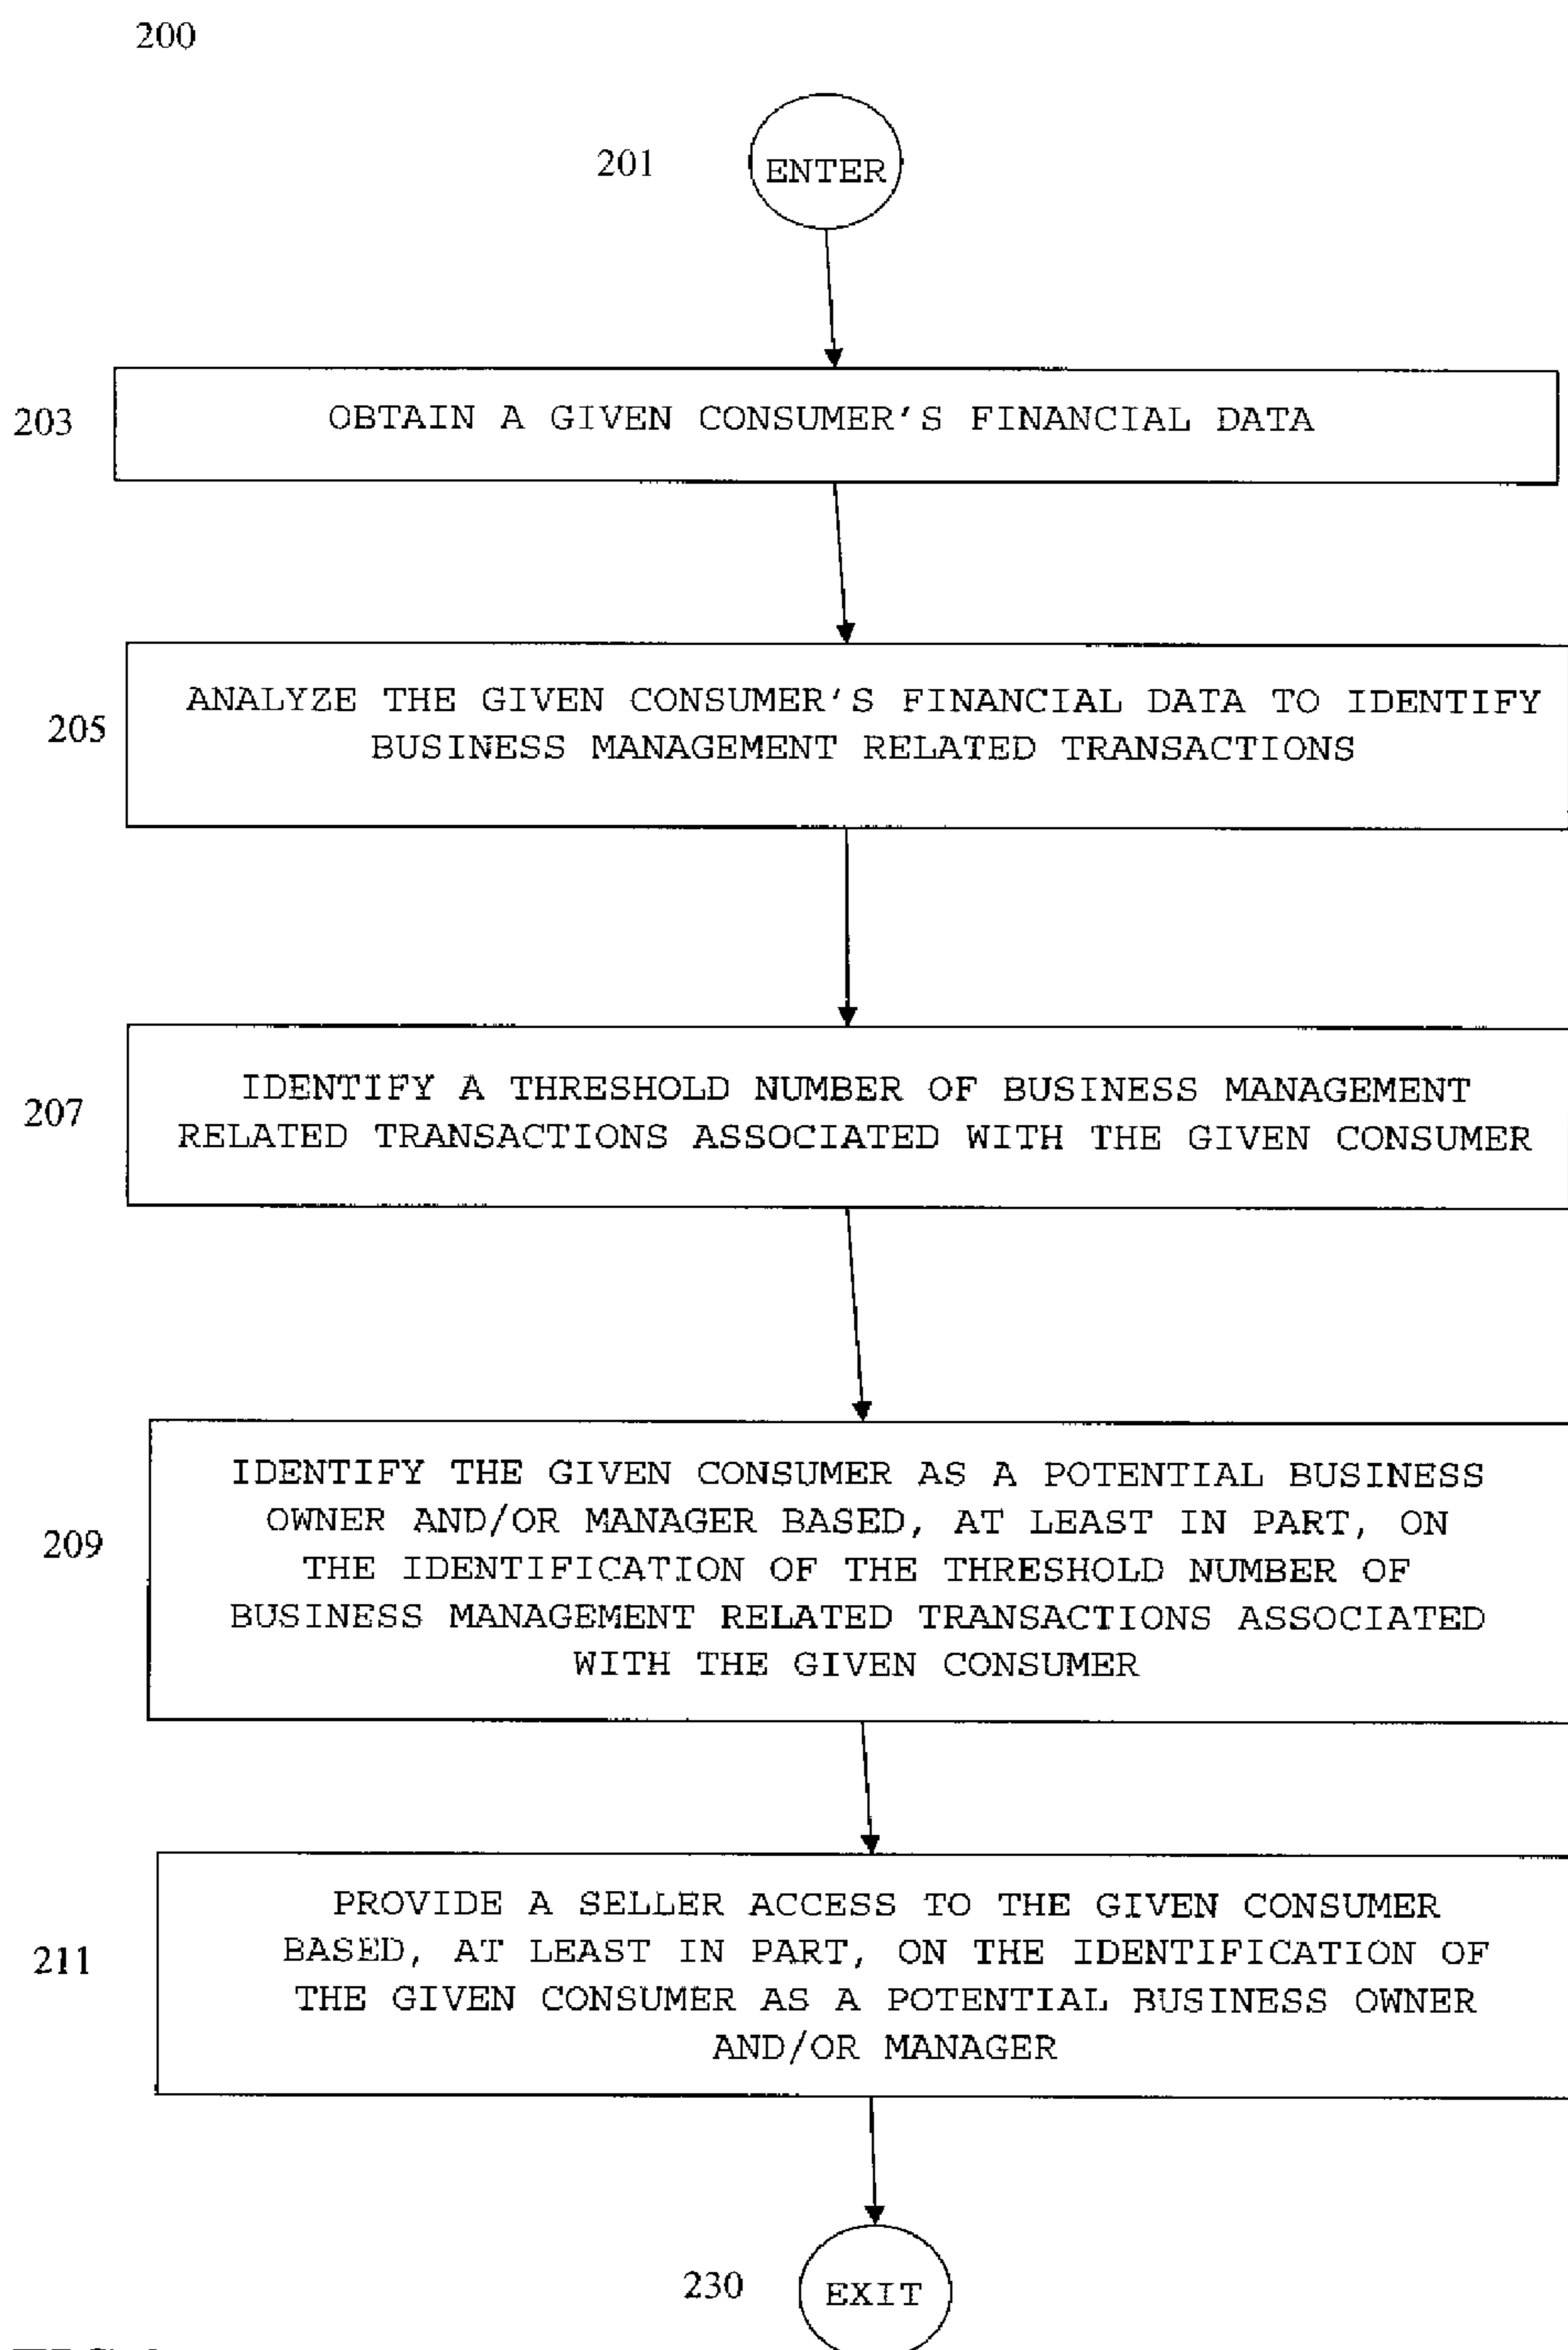 200
201
ENTER
203
OBTAIN A GIVEN CONSUMER'S FINANCIAL DATA
205
ANALYZE THE GIVEN CONSUMER'S FINANCIAL DATA TO IDENTIFY
BUSINESS MANAGEMENT RELATED TRANSACTIONS
207
IDENTIFY A THRESHOLD NUMBER OF BUSINESS MANAGEMENT
RELATED TRANSACTIONS ASSOCIATED WITH THE GIVEN CONSUMER
209
IDENTIFY THE GIVEN CONSUMER AS A POTENTIAL BUSINESS
OWNER AND/OR MANAGER BASED, AT LEAST IN PART, ON
THE IDENTIFICATION OF THE THRESHOLD NUMBER OF
BUSINESS MANAGEMENT RELATED TRANSACTIONS ASSOCIATED
WITH THE GIVEN CONSUMER
211
PROVIDE A SELLER ACCESS TO THE GIVEN CONSUMER
BASED, AT LEAST IN PART, ON THE IDENTIFICATION OF
THE GIVEN CONSUMER AS A POTENTIAL BUSINESS OWNER
AND/OR MANAGER
230
EXIT